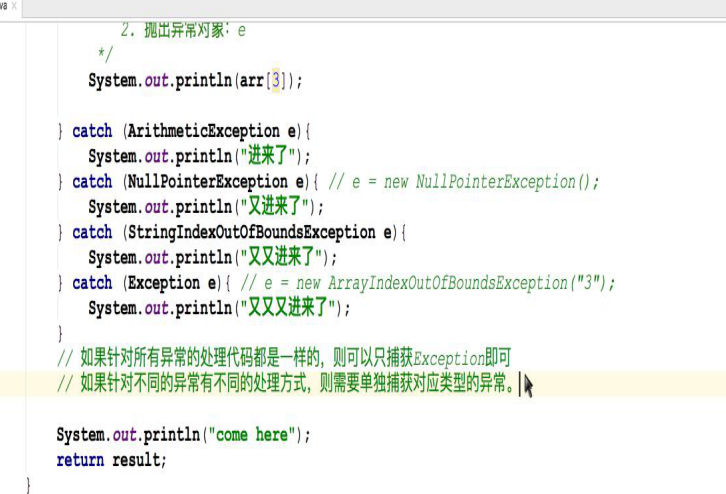 va ×
2. 抛出异常对象：e
*/
System.out.println(arr[3]);
} catch (ArithmeticException e){
System.out.println("进来了");
} catch (NullPointerException e){ // e = new NullPointerException();
System.out.println("又进来了");
} catch (StringIndexOutOfBoundsException e){
System.out.println("又又进来了");
} catch (Exception e){ // e = new ArrayIndexOutOfBoundsException("3");
System.out.println("又又又进来了");
}
// 如果针对所有异常的处理代码都是一样的，则可以只捕获Exception即可
// 如果针对不同的异常有不同的处理方式，则需要单独捕获对应类型的异常。
System.out.println("come here");
return result;
}